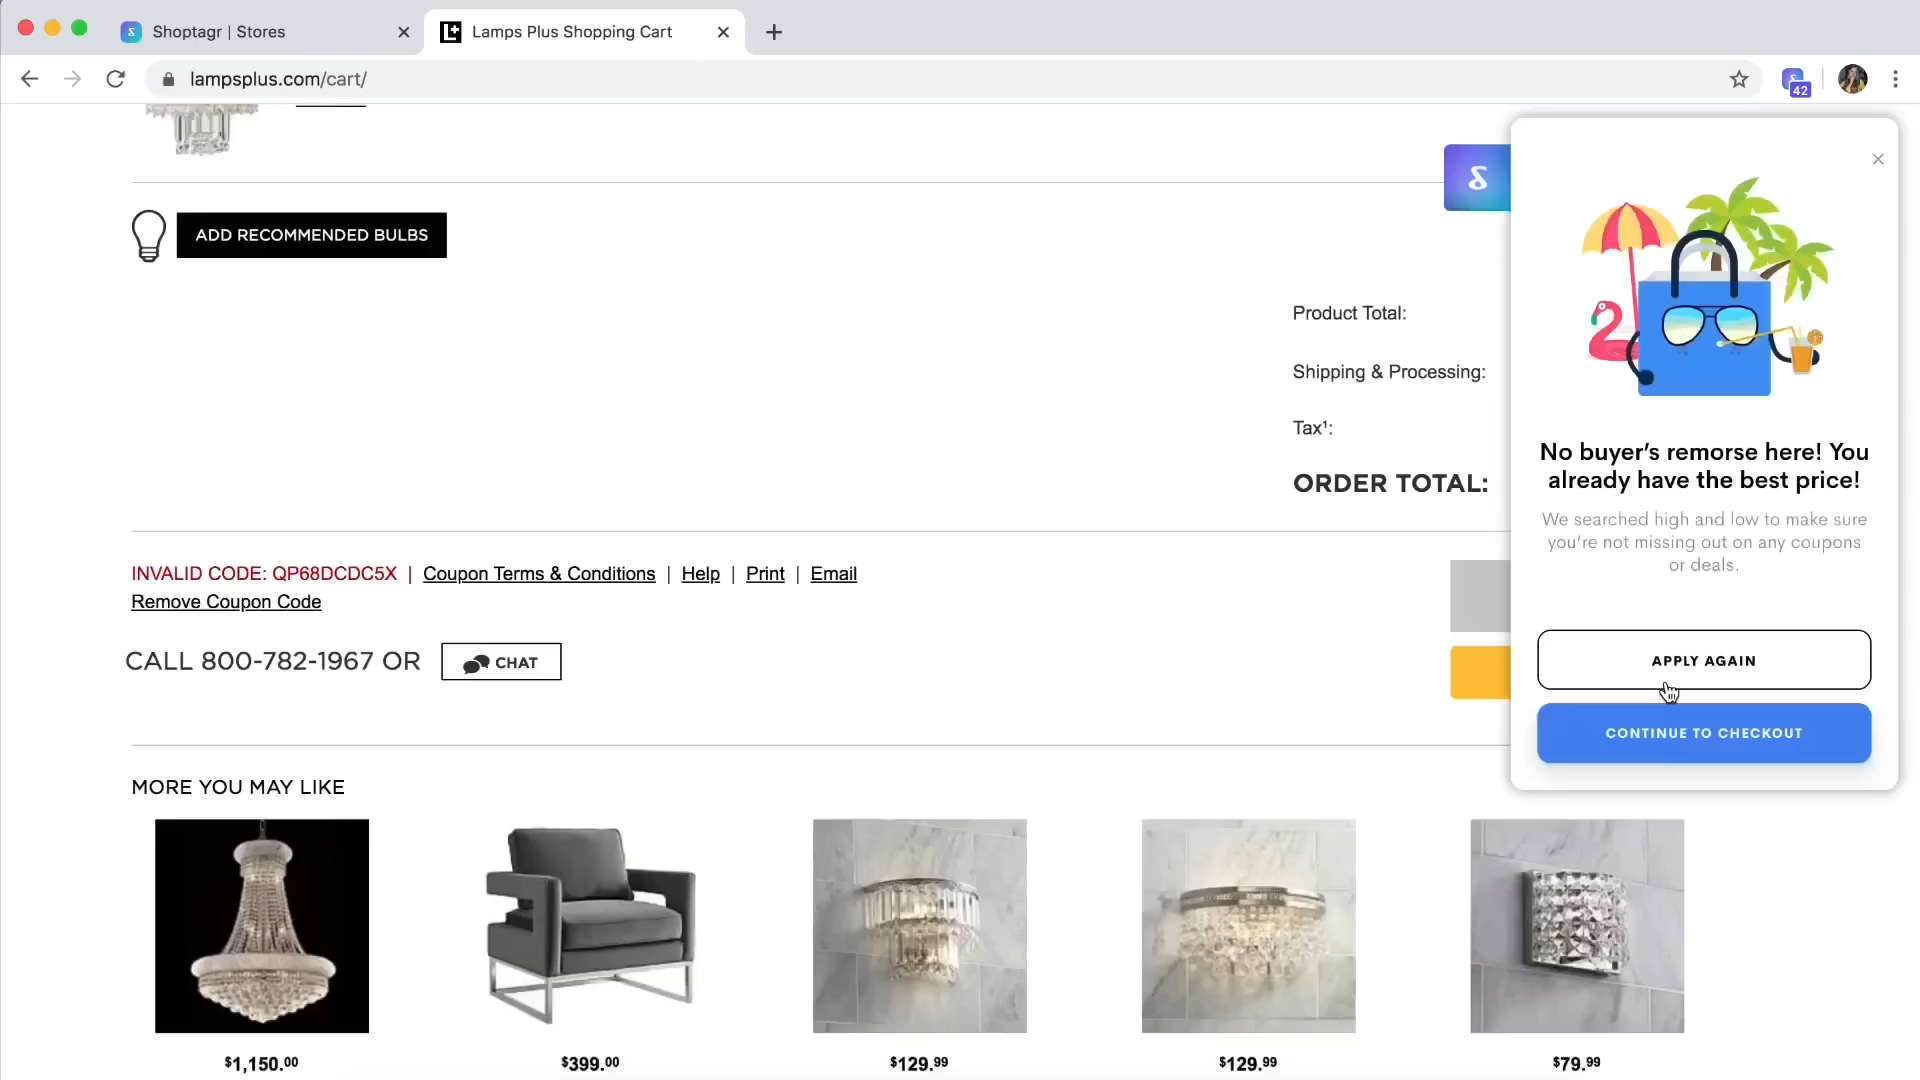 Shoptagr | Stores
Lamps Plus Shopping Cart
lampsplus.com/cart/
42
ADD RECOMMENDED BULBS
Product Total:
Shipping & Processing:
Tax¹:
ORDER TOTAL:
No buyer's remorse here! You
already have the best price!
We searched high and low to make sure
you're not missing out on any coupons
or deals.
APPLY AGAIN
CONTINUE TO CHECKOUT
INVALID CODE: QP68DCDC5X | Coupon Terms & Conditions | Help | Print | Email
Remove Coupon Code
CALL 800-782-1967 OR
CHAT
MORE YOU MAY LIKE
$1,150.00
$399.00
$129.99
$129.99
$79.99